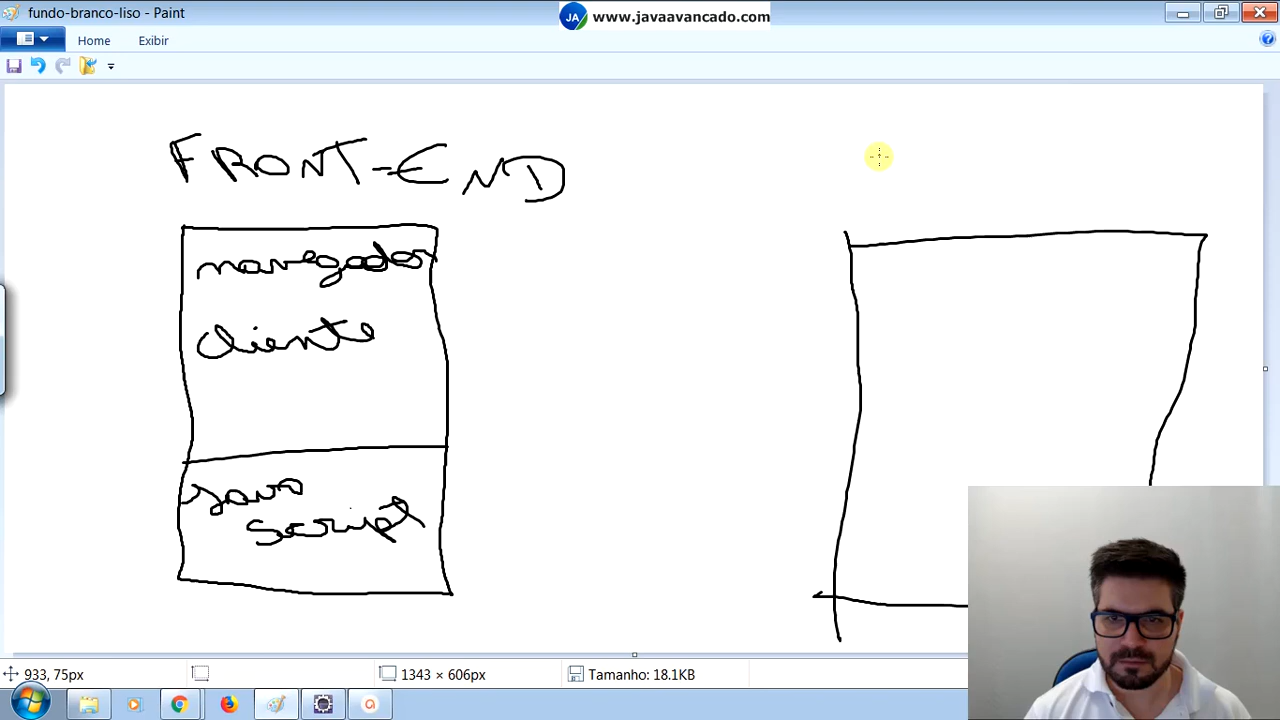 fundo-branco-liso - Paint
JA www.javaavancado.com
Home Exibir
FRONT-END
navegador
cliente
Java
Script
933, 75px
1343 × 606px
Tamanho: 18.1KB